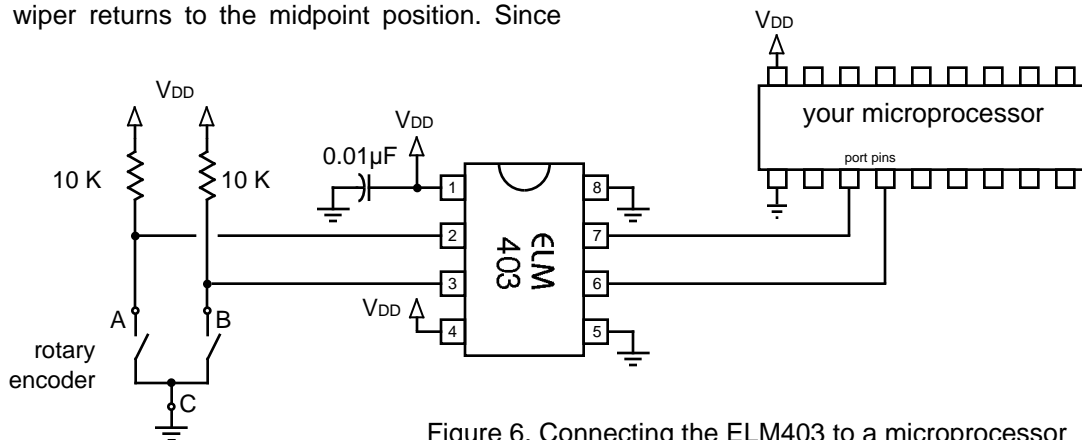 wiper returns to the midpoint position. Since
VDD
your microprocessor
port pins
VDD
VDD
0.01µF
10 K
10 K
1
8
2
7
ELM
403
3
6
VDD
4
5
A
B
rotary
encoder
C
Figure 6. Connecting the ELM403 to a microprocessor